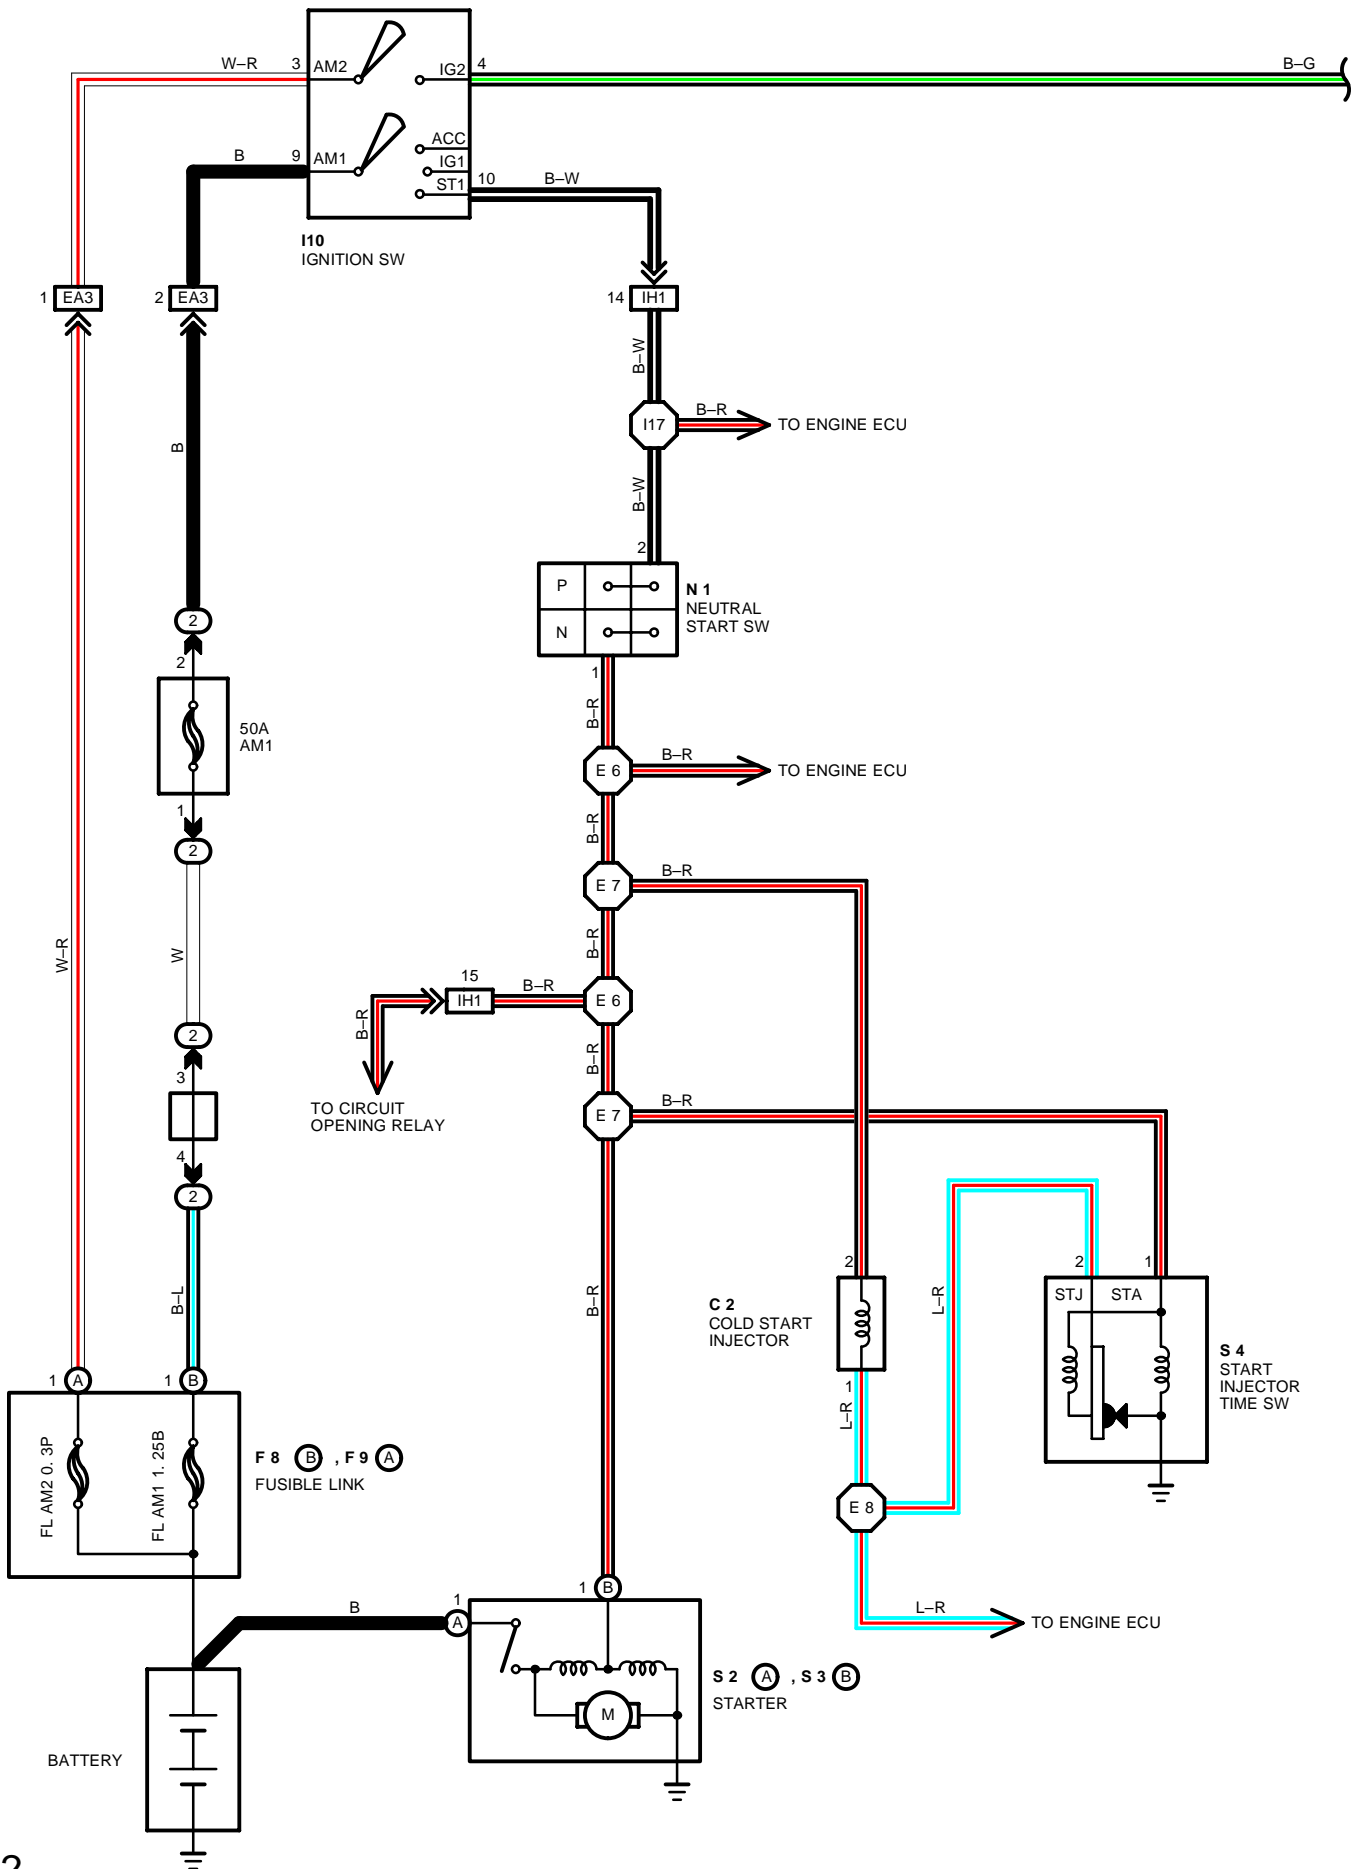 W–R 3 AM2 IG2 4 B–G
ACC
B 9 AM1 IG1
ST1 10 B–W
I10
IGNITION SW
1 EA3 2 EA3 14 IH1
B–W
I17 B–R TO ENGINE ECU
B
B–W
2
P
N
N 1
NEUTRAL
START SW
2
2
1
B–R
50A
AM1
E 6 B–R TO ENGINE ECU
1
2
B–R
E 7 B–R
W–R
W
B–R
15
IH1 B–R E 6
B–R
2
3
B–R
TO CIRCUIT
OPENING RELAY
E 7 B–R
4
2
B–L
B–R
2
C 2
COLD START
INJECTOR
1
L–R
L–R
2 1
STJ STA
S 4
START
INJECTOR
TIME SW
1 A 1 B
FL AM2 0. 3P
FL AM1 1. 25B
F 8 B , F 9 A
FUSIBLE LINK
E 8
L–R TO ENGINE ECU
B
1
A
1 B
M
S 2 A , S 3 B
STARTER
BATTERY
2